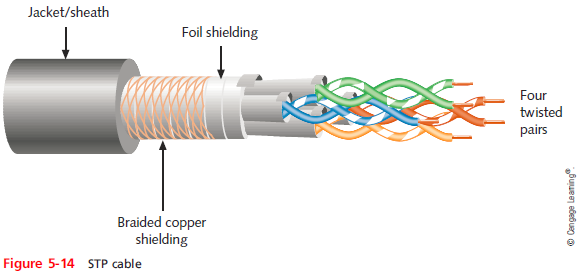 Jacket/sheath
Foil shielding
Four
twisted
pairs
Braided copper
shielding
© Cengage Learning®.
Figure 5-14 STP cable